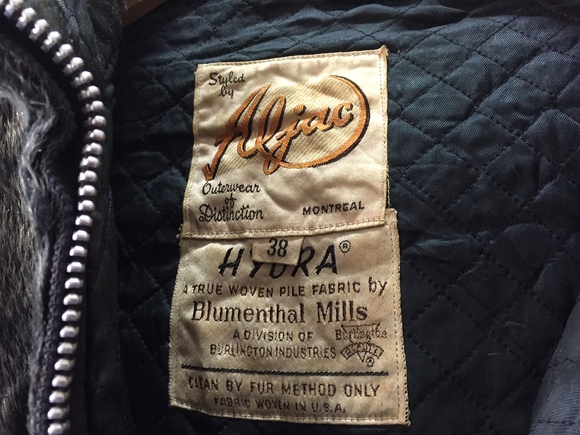 Styled
by
Aljac
Outerwear
of
Distinction
MONTREAL
38
HYDRA®
A TRUE WOVEN PILE FABRIC by
Blumenthal Mills
A DIVISION OF
BURLINGTON INDUSTRIES
Burlington
CLEAN BY FUR METHOD ONLY
FABRIC WOVEN IN U.S.A.